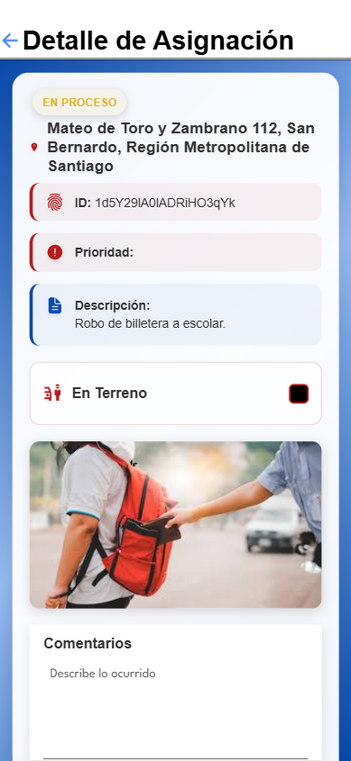 Detalle de Asignación
EN PROCESO
Mateo de Toro y Zambrano 112, San
Bernardo, Región Metropolitana de
Santiago
ID: 1d5Y29lA0lADRiHO3qYk
Prioridad:
Descripción:
Robo de billetera a escolar.
En Terreno
Comentarios
Describe lo ocurrido